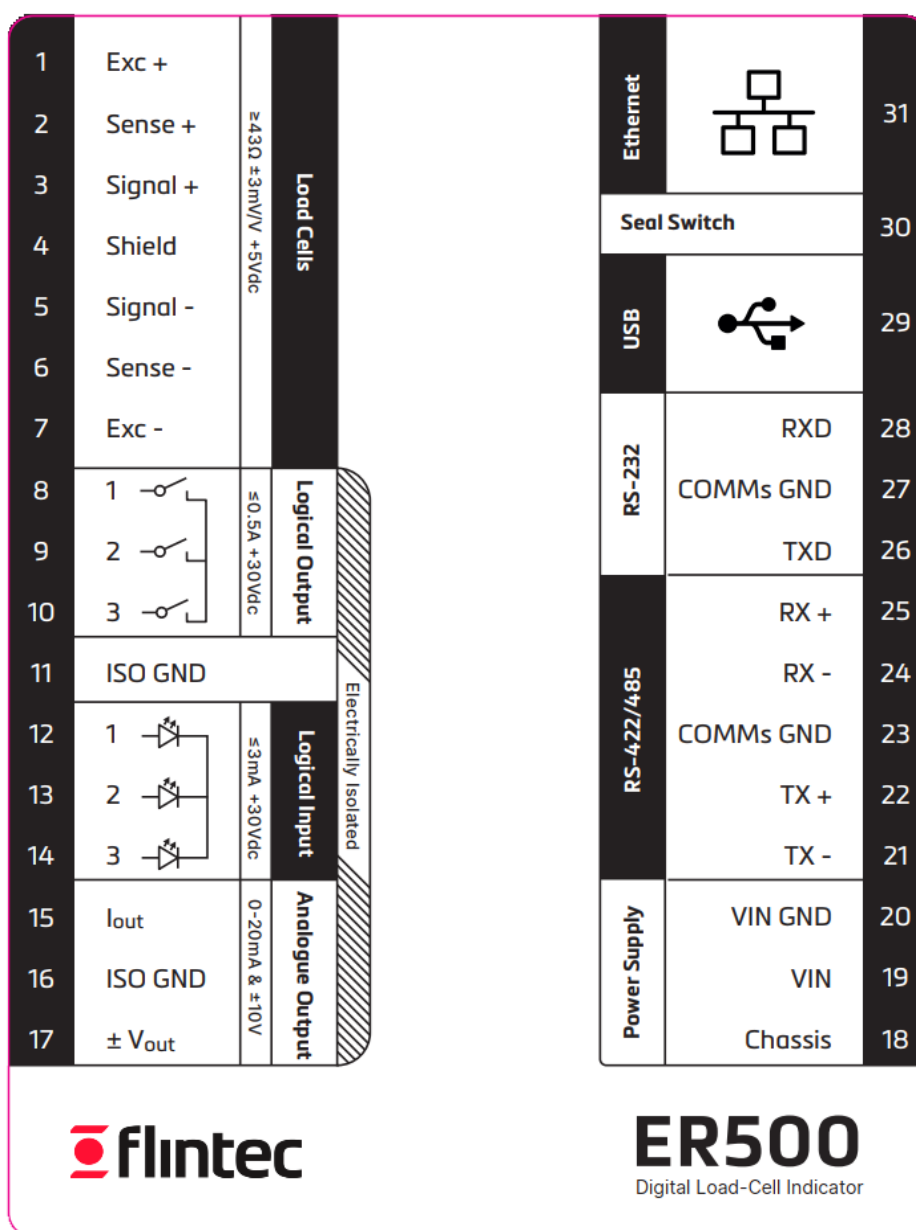 1 Exc +
2 Sense +
3 Signal +
4 Shield
5 Signal -
6 Sense -
7 Exc -
≥43Ω ±3mV/V +5Vdc
Load Cells
8 1
9 2
10 3
≤0.5A +30Vdc
Logical Output
11 ISO GND
12 1
13 2
14 3
≤3mA +30Vdc
Logical Input
Electrically Isolated
15 Iout
16 ISO GND
17 ± Vout
0-20mA & ±10V
Analogue Output
Ethernet
31
Seal Switch 30
USB
29
RS-232
RXD 28
COMMs GND 27
TXD 26
RS-422/485
RX + 25
RX - 24
COMMs GND 23
TX + 22
TX - 21
Power Supply
VIN GND 20
VIN 19
Chassis 18
flintec
ER500
Digital Load-Cell Indicator